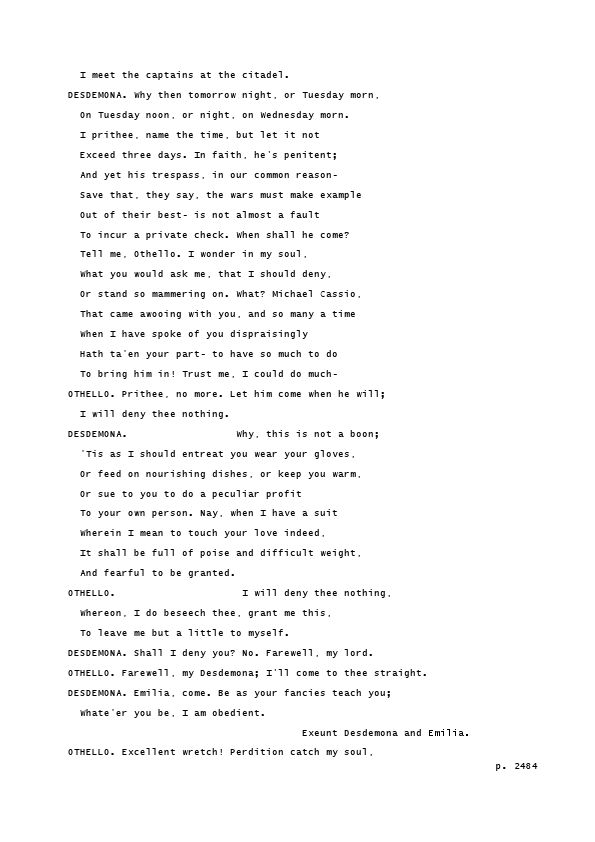 I meet the captains at the citadel.
DESDEMONA. Why then tomorrow night, or Tuesday morn,
On Tuesday noon, or night, on Wednesday morn.
I prithee, name the time, but let it not
Exceed three days. In faith, he's penitent;
And yet his trespass, in our common reason-
Save that, they say, the wars must make example
Out of their best- is not almost a fault
To incur a private check. When shall he come?
Tell me, Othello. I wonder in my soul,
What you would ask me, that I should deny,
Or stand so mammering on. What? Michael Cassio,
That came awooing with you, and so many a time
When I have spoke of you dispraisingly
Hath ta'en your part- to have so much to do
To bring him in! Trust me, I could do much-
OTHELLO. Prithee, no more. Let him come when he will;
I will deny thee nothing.
DESDEMONA. Why, this is not a boon;
'Tis as I should entreat you wear your gloves,
Or feed on nourishing dishes, or keep you warm,
Or sue to you to do a peculiar profit
To your own person. Nay, when I have a suit
Wherein I mean to touch your love indeed,
It shall be full of poise and difficult weight,
And fearful to be granted.
OTHELLO. I will deny thee nothing,
Whereon, I do beseech thee, grant me this,
To leave me but a little to myself.
DESDEMONA. Shall I deny you? No. Farewell, my lord.
OTHELLO. Farewell, my Desdemona; I'll come to thee straight.
DESDEMONA. Emilia, come. Be as your fancies teach you;
Whate'er you be, I am obedient.
Exeunt Desdemona and Emilia.
OTHELLO. Excellent wretch! Perdition catch my soul,
p. 2484